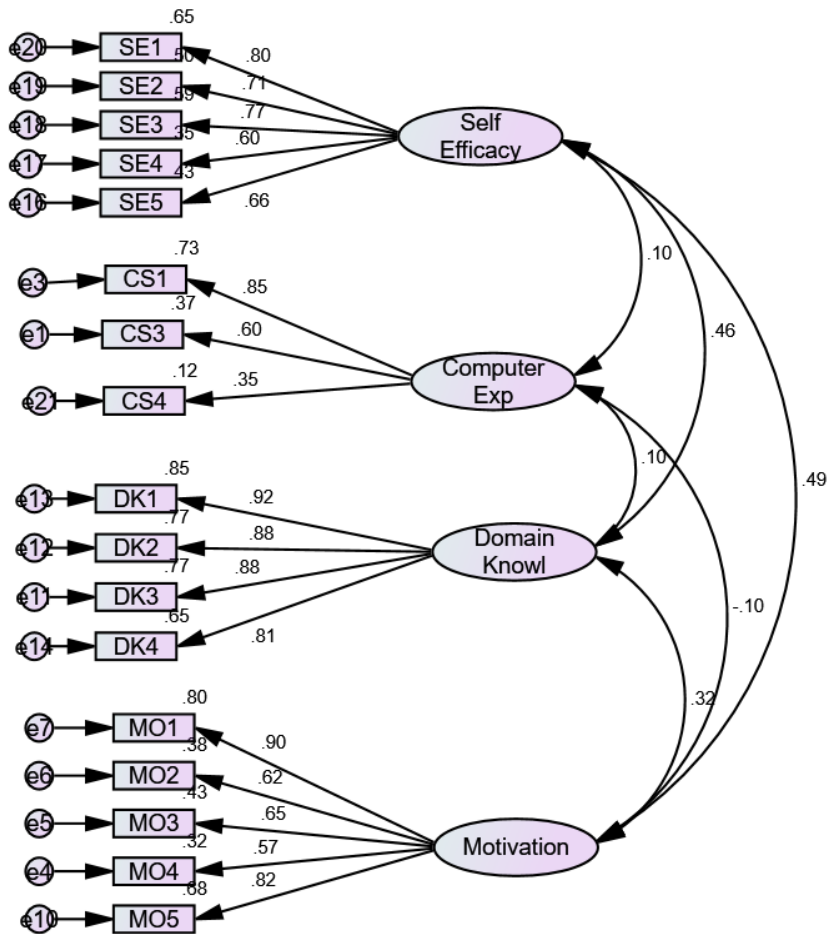 .65
e20 SE1 .80
.50
e19 SE2 .71
.59
e18 SE3 .77
.35
e17 SE4 .60
.43
e16 SE5 .66
Self
Efficacy
.73
e3 CS1 .85
.37
e1 CS3 .60
.12
e21 CS4 .35
Computer
Exp
.10
.46
.10
.49
.85
e13 DK1 .92
.77
e12 DK2 .88
.77
e11 DK3 .88
.65
e14 DK4 .81
Domain
Knowl
-.10
.32
.80
e7 MO1 .90
.38
e6 MO2 .62
.43
e5 MO3 .65
.32
e4 MO4 .57
.68
e10 MO5 .82
Motivation